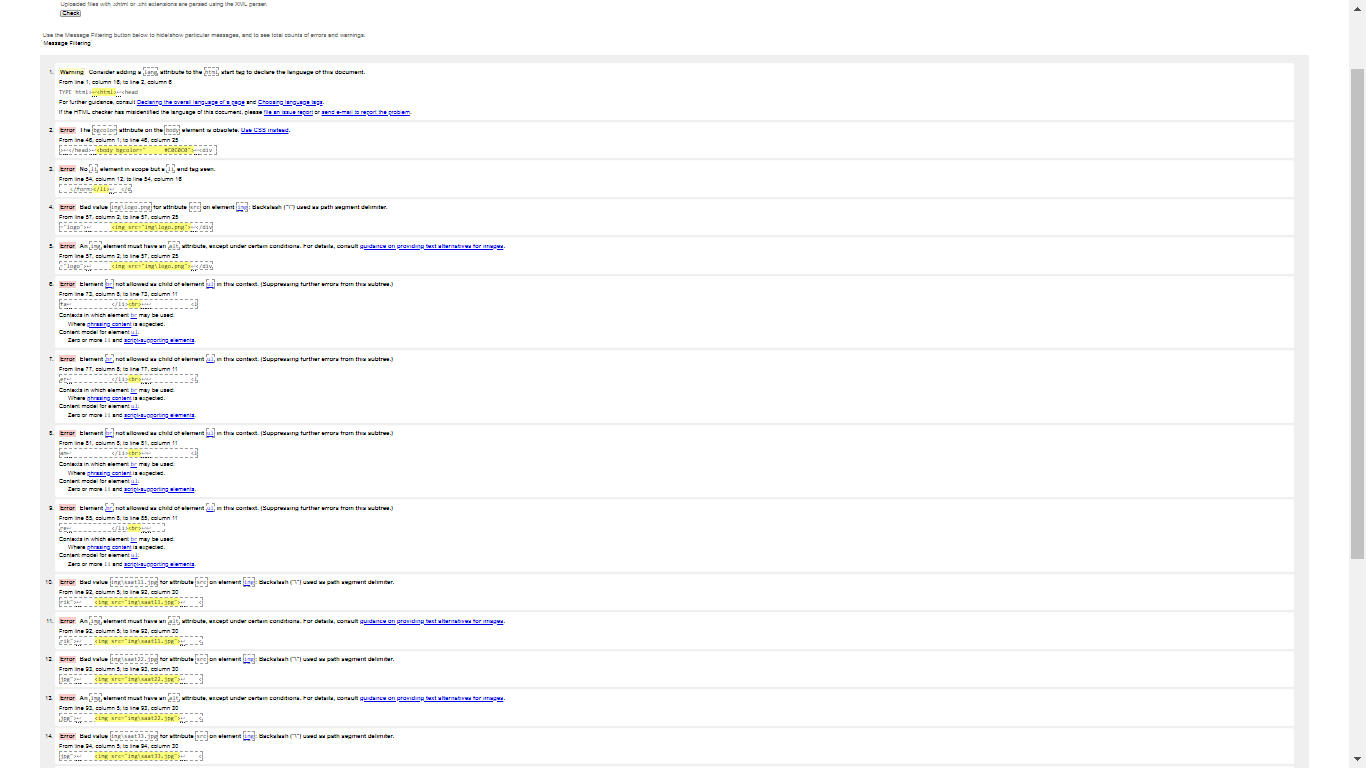 Uploaded files with .xhtml or .xht extensions are parsed using the XML parser.
Check
Use the Message Filtering button below to hide/show particular messages, and to see total counts of errors and warnings.
Message Filtering
1. Warning Consider adding a lang attribute to the html start tag to declare the language of this document.
From line 1, column 16; to line 2, column 6
TYPE html>↩<html>↩<head
For further guidance, consult Declaring the overall language of a page and Choosing language tags.
If the HTML checker has misidentified the language of this document, please file an issue report or send e-mail to report the problem.
2. Error The bgcolor attribute on the body element is obsolete. Use CSS instead.
From line 46, column 1; to line 46, column 25
></head>↩<body bgcolor=" #C0C0C0">↩<div
3. Error No li element in scope but a li end tag seen.
From line 54, column 12; to line 54, column 16
</form></li>↩ </d
4. Error Bad value img\logo.png for attribute src on element img: Backslash ("\") used as path segment delimiter.
From line 57, column 2; to line 57, column 25
="logo">↩ <img src="img\logo.png">↩</div
5. Error An img element must have an alt attribute, except under certain conditions. For details, consult guidance on providing text alternatives for images.
From line 57, column 2; to line 57, column 25
="logo">↩ <img src="img\logo.png">↩</div
6. Error Element br not allowed as child of element ul in this context. (Suppressing further errors from this subtree.)
From line 73, column 8; to line 73, column 11
</li><br>↩↩ <l
Contexts in which element br may be used:
Where phrasing content is expected.
Content model for element ul:
Zero or more li and script-supporting elements.
7. Error Element br not allowed as child of element ul in this context. (Suppressing further errors from this subtree.)
From line 77, column 8; to line 77, column 11
</li><br>↩↩ <l
Contexts in which element br may be used:
Where phrasing content is expected.
Content model for element ul:
Zero or more li and script-supporting elements.
8. Error Element br not allowed as child of element ul in this context. (Suppressing further errors from this subtree.)
From line 81, column 8; to line 81, column 11
</li><br>↩↩ <l
Contexts in which element br may be used:
Where phrasing content is expected.
Content model for element ul:
Zero or more li and script-supporting elements.
9. Error Element br not allowed as child of element ul in this context. (Suppressing further errors from this subtree.)
From line 85, column 8; to line 85, column 11
</li><br>↩↩
Contexts in which element br may be used:
Where phrasing content is expected.
Content model for element ul:
Zero or more li and script-supporting elements.
10. Error Bad value img\saat11.jpg for attribute src on element img: Backslash ("\") used as path segment delimiter.
From line 92, column 5; to line 92, column 30
rik">↩ <img src="img\saat11.jpg">↩ <
11. Error An img element must have an alt attribute, except under certain conditions. For details, consult guidance on providing text alternatives for images.
From line 92, column 5; to line 92, column 30
rik">↩ <img src="img\saat11.jpg">↩ <
12. Error Bad value img\saat22.jpg for attribute src on element img: Backslash ("\") used as path segment delimiter.
From line 93, column 5; to line 93, column 30
jpg">↩ <img src="img\saat22.jpg">↩ <
13. Error An img element must have an alt attribute, except under certain conditions. For details, consult guidance on providing text alternatives for images.
From line 93, column 5; to line 93, column 30
jpg">↩ <img src="img\saat22.jpg">↩ <
14. Error Bad value img\saat33.jpg for attribute src on element img: Backslash ("\") used as path segment delimiter.
From line 94, column 5; to line 94, column 30
jpg">↩ <img src="img\saat33.jpg">↩ <